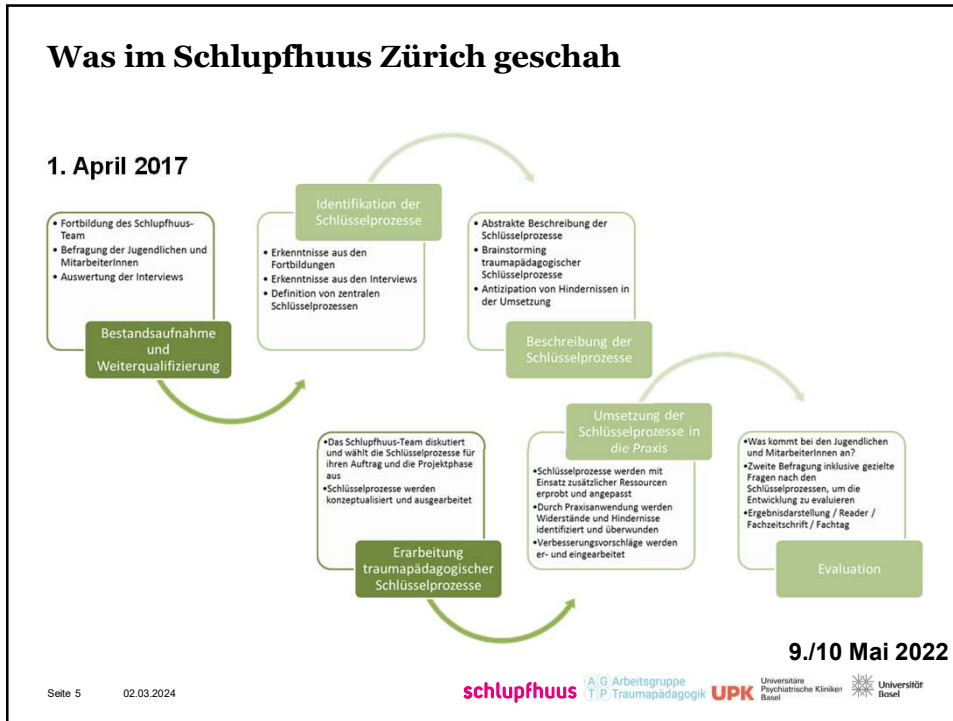 Was im Schlupfhuus Zürich geschah
1. April 2017
• Fortbildung des Schlupfhuus-
Team
• Befragung der Jugendlichen und
MitarbeiterInnen
• Auswertung der Interviews
Bestandsaufnahme
und
Weiterqualifizierung
Identifikation der
Schlüsselprozesse
• Erkenntnisse aus den
Fortbildungen
• Erkenntnisse aus den Interviews
• Definition von zentralen
Schlüsselprozessen
• Abstrakte Beschreibung der
Schlüsselprozesse
• Brainstorming
traumapädagogischer
Schlüsselprozesse
• Antizipation von Hindernissen in
der Umsetzung
Beschreibung der
Schlüsselprozesse
•Das Schlupfhuus-Team diskutiert
und wählt die Schlüsselprozesse für
ihren Auftrag und die Projektphase
aus
•Schlüsselprozesse werden
konzeptualisiert und ausgearbeitet
Erarbeitung
traumapädagogischer
Schlüsselprozesse
Umsetzung der
Schlüsselprozesse in
die Praxis
•Schlüsselprozesse werden mit
Einsatz zusätzlicher Ressourcen
erprobt und angepasst
•Durch Praxisanwendung werden
Widerstände und Hindernisse
identifiziert und überwunden
•Verbesserungsvorschläge werden
er- und eingearbeitet
•Was kommt bei den Jugendlichen
und MitarbeiterInnen an?
•Zweite Befragung inklusive gezielte
Fragen nach den
Schlüsselprozessen, um die
Entwicklung zu evaluieren
•Ergebnisdarstellung / Reader /
Fachzeitschrift / Fachtag
Evaluation
9./10 Mai 2022
Seite 5 02.03.2024
schlupfhuus
AG Arbeitsgruppe
TP Traumapädagogik
UPK
Universitäre
Psychiatrische Kliniken
Basel
Universität
Basel